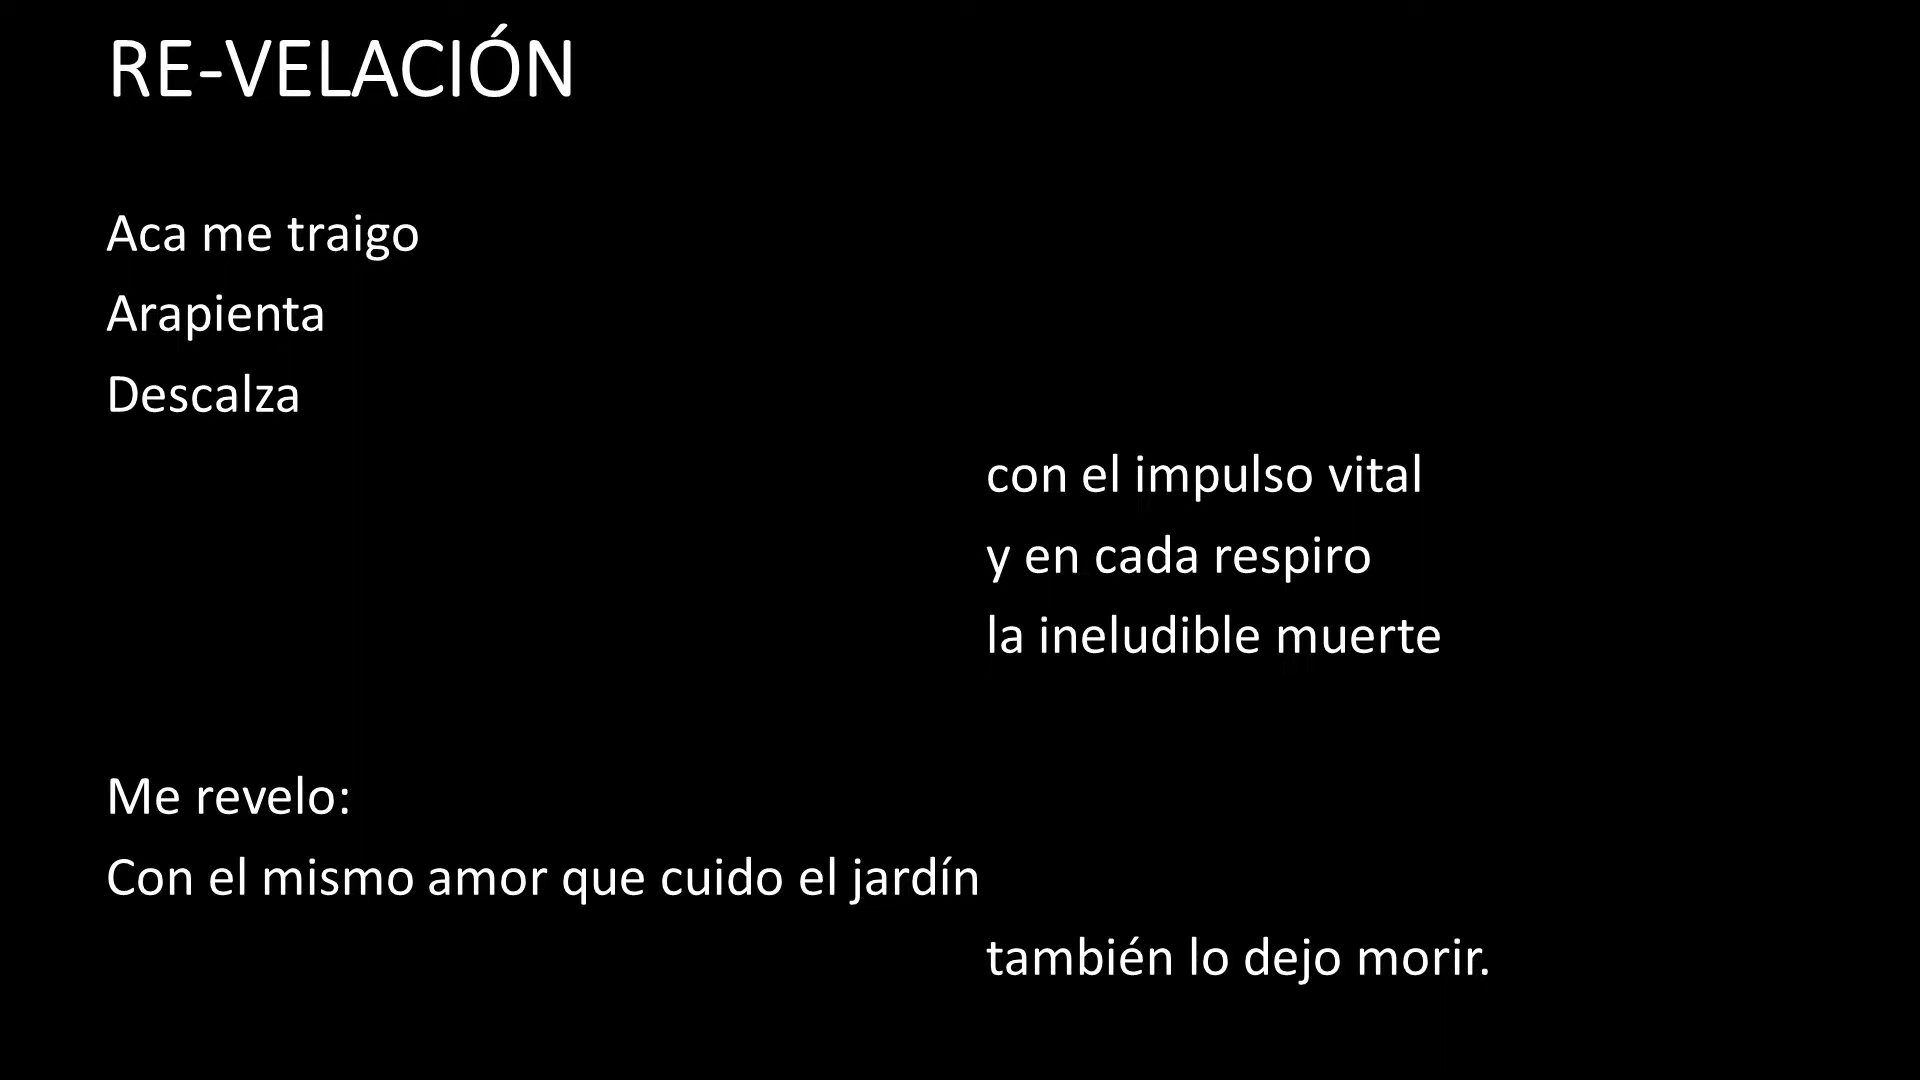 RE-VELACIÓN
Aca me traigo
Arapienta
Descalza
con el impulso vital
y en cada respiro
la ineludible muerte
Me revelo:
Con el mismo amor que cuido el jardín
también lo dejo morir.